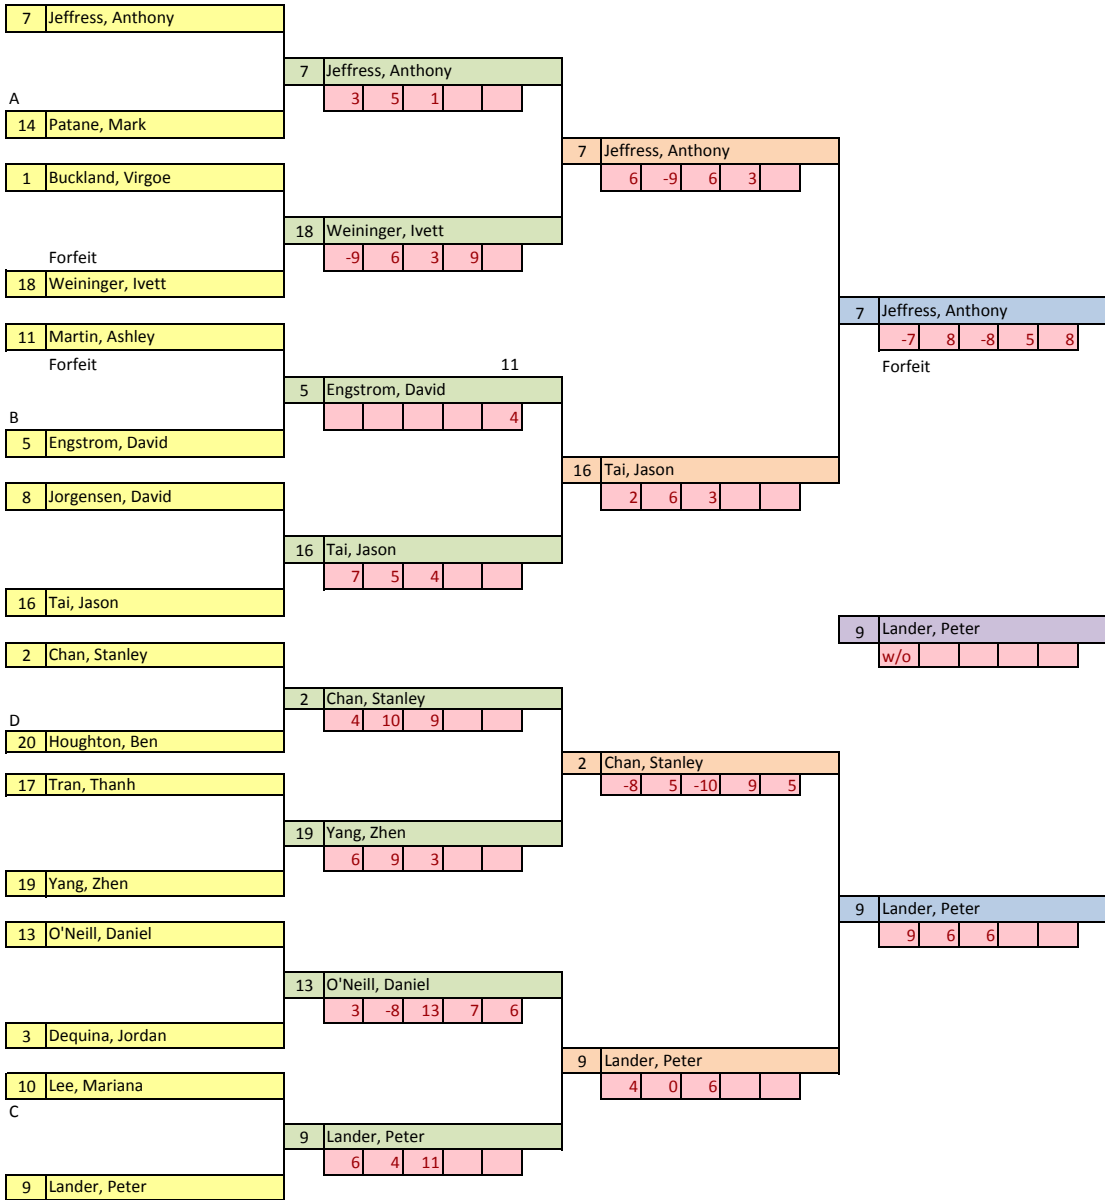 7 Jeffress, Anthony
7 Jeffress, Anthony
3 5 1
A
14 Patane, Mark
7 Jeffress, Anthony
6 -9 6 3
1 Buckland, Virgoe
18 Weininger, Ivett
-9 6 3 9
Forfeit
18 Weininger, Ivett
7 Jeffress, Anthony
-7 8 -8 5 8
Forfeit
11 Martin, Ashley
Forfeit
11
5 Engstrom, David
4
B
5 Engstrom, David
16 Tai, Jason
2 6 3
8 Jorgensen, David
16 Tai, Jason
7 5 4
16 Tai, Jason
9 Lander, Peter
w/o
2 Chan, Stanley
2 Chan, Stanley
4 10 9
D
20 Houghton, Ben
2 Chan, Stanley
-8 5 -10 9 5
17 Tran, Thanh
19 Yang, Zhen
6 9 3
19 Yang, Zhen
9 Lander, Peter
9 6 6
13 O'Neill, Daniel
13 O'Neill, Daniel
3 -8 13 7 6
3 Dequina, Jordan
9 Lander, Peter
4 0 6
10 Lee, Mariana
C
9 Lander, Peter
6 4 11
9 Lander, Peter